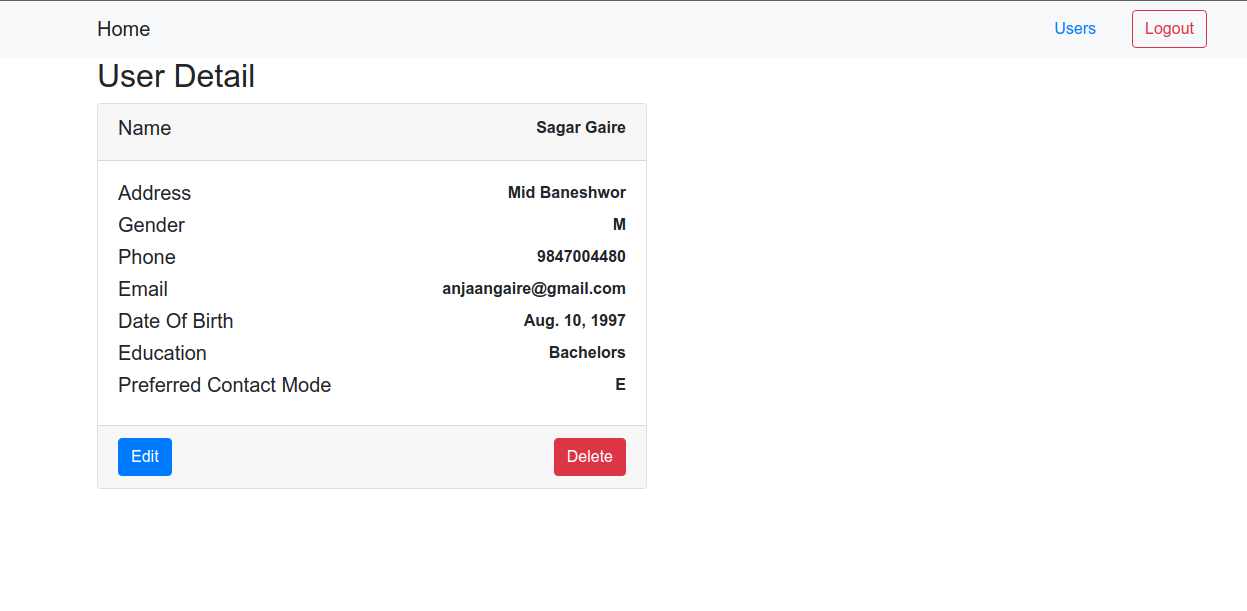 Home Users Logout
User Detail
Name Sagar Gaire
Address Mid Baneshwor
Gender M
Phone 9847004480
Email anjaangaire@gmail.com
Date Of Birth Aug. 10, 1997
Education Bachelors
Preferred Contact Mode E
Edit Delete